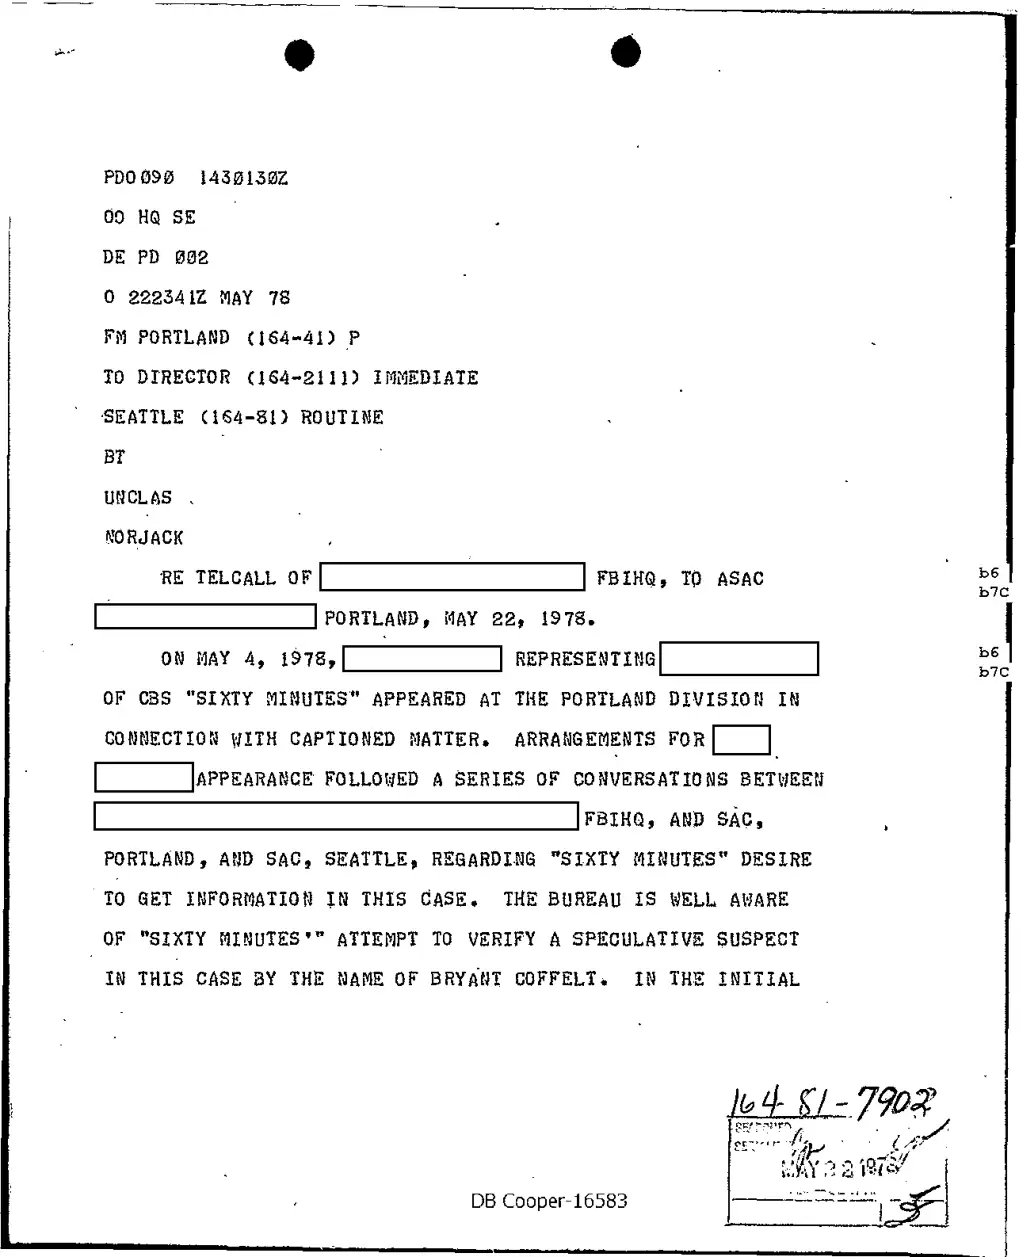 PD0090 1430130Z
OO HQ SE
DE PD 002
O 222341Z MAY 78
FM PORTLAND (164-41) P
TO DIRECTOR (164-2111) IMMEDIATE
SEATTLE (164-81) ROUTINE
BT
UNCLAS
NORJACK
RE TELCALL OF FBIHQ, TO ASAC
b6
b7C
PORTLAND, MAY 22, 1978.
ON MAY 4, 1978, REPRESENTING
b6
b7C
OF CBS "SIXTY MINUTES" APPEARED AT THE PORTLAND DIVISION IN
CONNECTION WITH CAPTIONED MATTER. ARRANGEMENTS FOR
APPEARANCE FOLLOWED A SERIES OF CONVERSATIONS BETWEEN
FBIHQ, AND SAC,
PORTLAND, AND SAC, SEATTLE, REGARDING "SIXTY MINUTES" DESIRE
TO GET INFORMATION IN THIS CASE. THE BUREAU IS WELL AWARE
OF "SIXTY MINUTES'" ATTEMPT TO VERIFY A SPECULATIVE SUSPECT
IN THIS CASE BY THE NAME OF BRYANT COFFELT. IN THE INITIAL
164-81-7902
MAY 22 1978
DB Cooper-16583